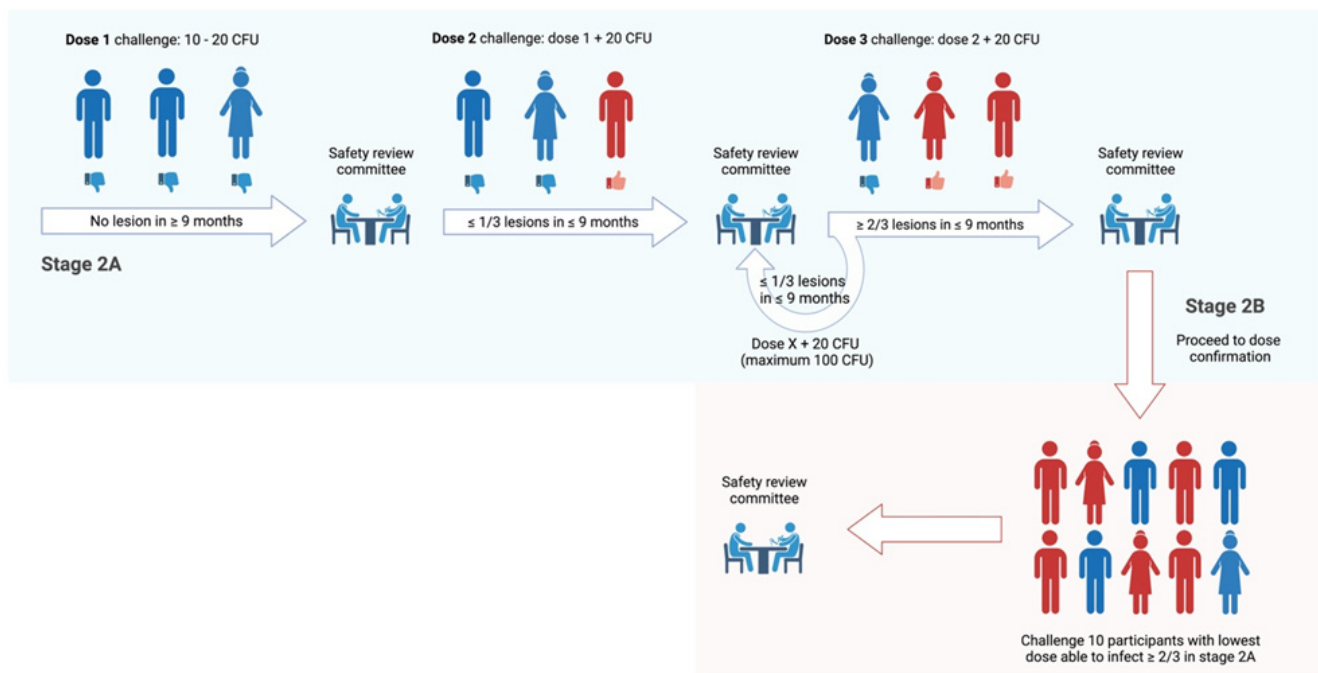 Dose 1 challenge: 10 - 20 CFU
Dose 2 challenge: dose 1 + 20 CFU
Dose 3 challenge: dose 2 + 20 CFU
Safety review
committee
Safety review
committee
Safety review
committee
No lesion in ≥ 9 months
≤ 1/3 lesions in ≤ 9 months
≥ 2/3 lesions in ≤ 9 months
Stage 2A
≤ 1/3 lesions
in ≤ 9 months
Dose X + 20 CFU
(maximum 100 CFU)
Stage 2B
Proceed to dose
confirmation
Safety review
committee
Challenge 10 participants with lowest
dose able to infect ≥ 2/3 in stage 2A